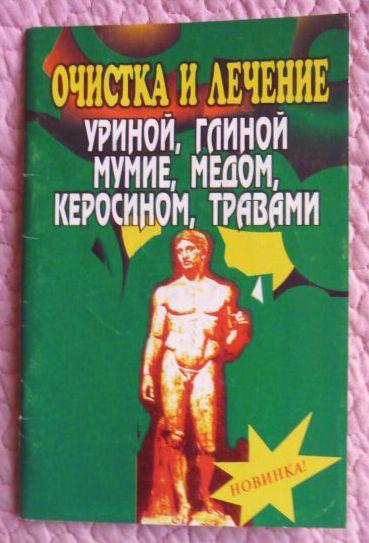 ОЧИСТКА И ЛЕЧЕНИЕ
УРИНОЙ, ГЛИНОЙ
МУМИЕ, МЕДОМ,
КЕРОСИНОМ, ТРАВАМИ
НОВИНКА!